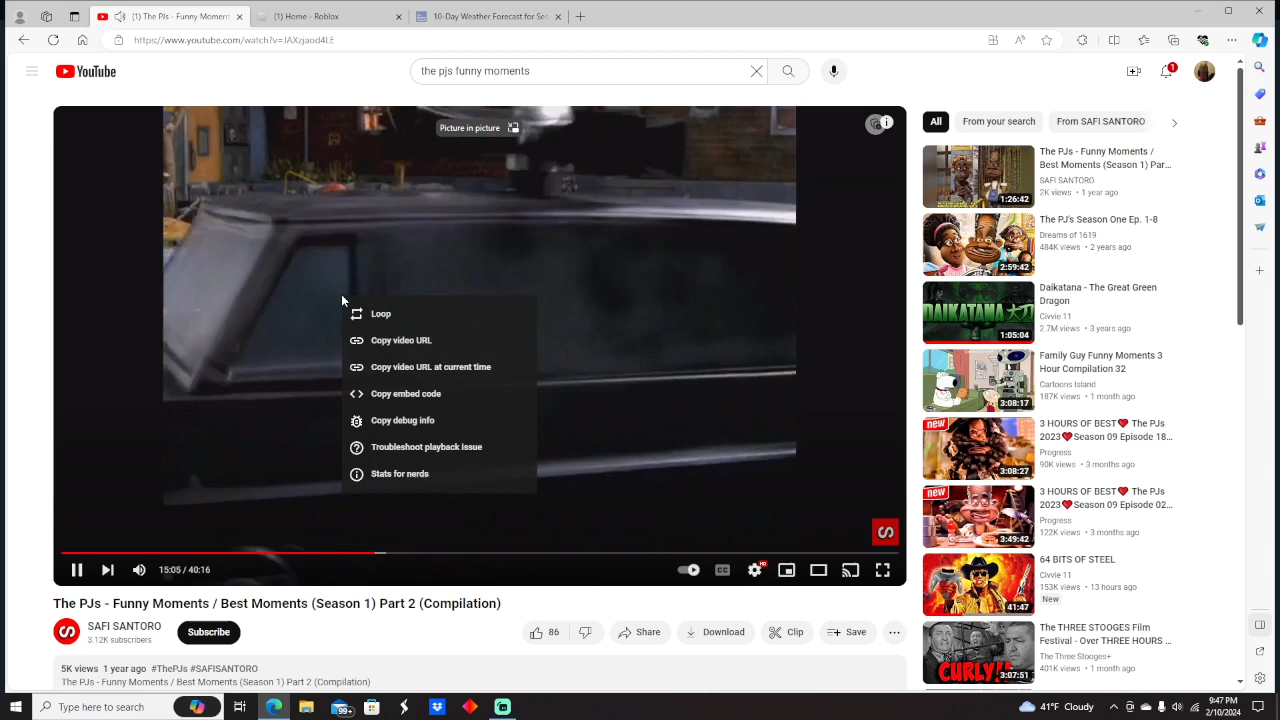 The PJs - Funny Moment
(1) Home - Roblox
10-Day Weather Forecast for Ses
https://www.youtube.com/watch?v=JAXzjaod4LE
YouTube
the pjs funny moments
1
Picture in picture
Loop
Copy video URL
Copy video URL at current time
Copy embed code
Copy debug info
Troubleshoot playback issue
Stats for nerds
15:05 / 40:16
CC
HD
The PJs - Funny Moments / Best Moments (Season 1) Part 2 (Compilation)
SAFI SANTORO
3.12K subscribers
Subscribe
86
Share
Download
Clip
Save
5K views 1 year ago #ThePJs #SAFISANTORO
The PJs - Funny Moments / Best Moments (Season 1) Part 2 (Compilation)
All
From your search
From SAFI SANTORO
The PJs - Funny Moments /
Best Moments (Season 1) Par...
SAFI SANTORO
2K views • 1 year ago
1:26:42
The PJ's Season One Ep. 1-8
Dreams of 1619
484K views • 2 years ago
2:59:42
Daikatana - The Great Green
Dragon
Civvie 11
2.7M views • 3 years ago
DAIKATANA 大刀
1:05:04
Family Guy Funny Moments 3
Hour Compilation 32
Cartoons Island
187K views • 1 month ago
3:08:17
new
3 HOURS OF BEST❤️ The PJs
2023❤️Season 09 Episode 18...
Progress
90K views • 3 months ago
3:08:27
new
3 HOURS OF BEST❤️ The PJs
2023❤️Season 09 Episode 02...
Progress
122K views • 3 months ago
3:49:42
64 BITS OF STEEL
Civvie 11
153K views • 13 hours ago
New
41:47
The THREE STOOGES Film
Festival - Over THREE HOURS ...
The Three Stooges+
401K views • 1 month ago
CURLY!!
3:07:51
Type here to search
99+
41°F Cloudy
9:47 PM
2/10/2024